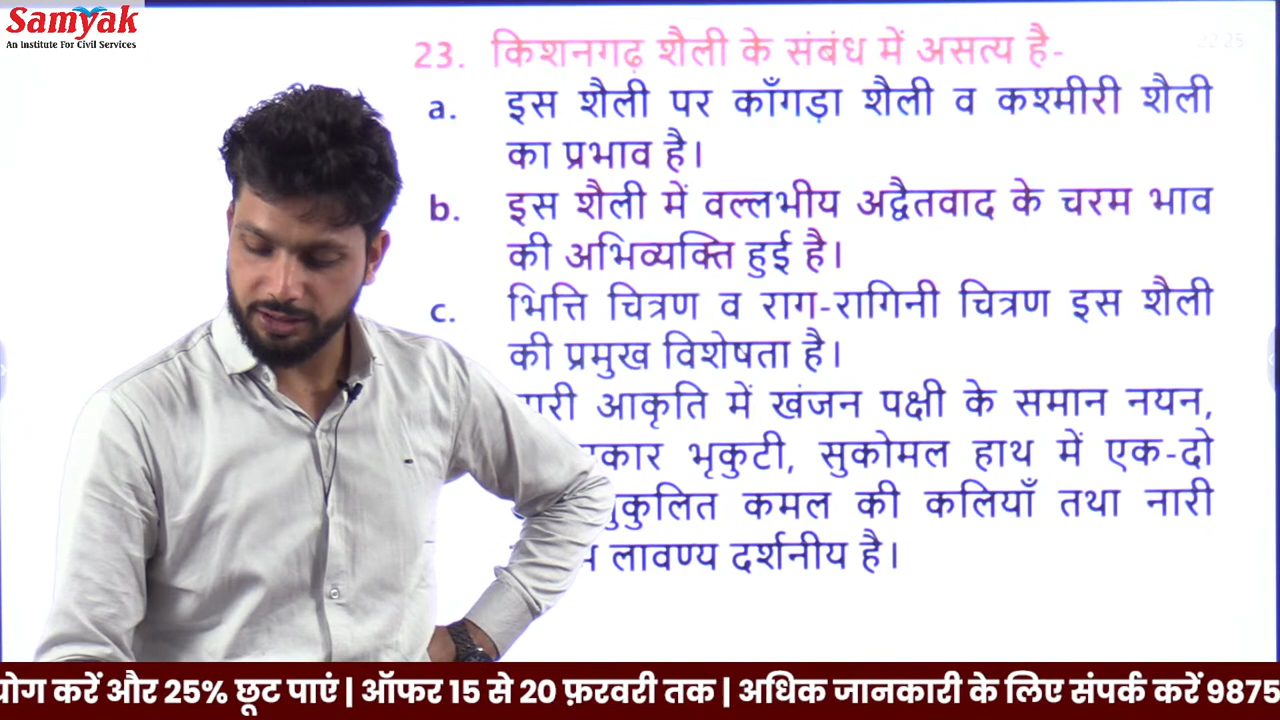 Samyak
An Institute For Civil Services
23. किशनगढ़ शैली के संबंध में असत्य है-
a. इस शैली पर काँगड़ा शैली व कश्मीरी शैली
का प्रभाव है।
b. इस शैली में वल्लभीय अद्वैतवाद के चरम भाव
की अभिव्यक्ति हुई है।
c. भित्ति चित्रण व राग-रागिनी चित्रण इस शैली
की प्रमुख विशेषता है।
आकृति में खंजन पक्षी के समान नयन,
भृकुटी, सुकोमल हाथ में एक-दो
कमल की कलियाँ तथा नारी
लावण्य दर्शनीय है।
करें और 25% छूट पाएं | ऑफर 15 से 20 फ़रवरी तक | अधिक जानकारी के लिए संपर्क करें 9875